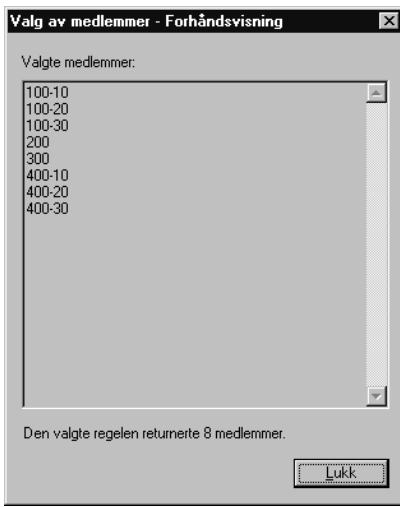 Valg av medlemmer - Forhåndsvisning
Valgte medlemmer:
100-10
100-20
100-30
200
300
400-10
400-20
400-30
Den valgte regelen returnerte 8 medlemmer.
Lukk